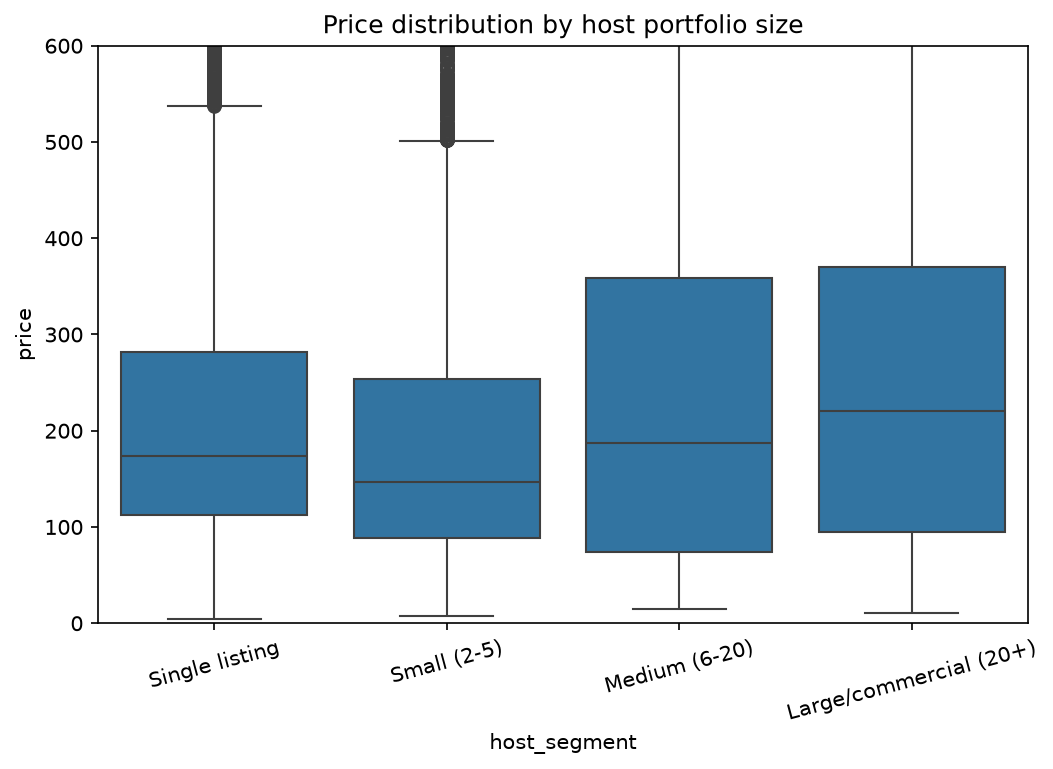 Price distribution by host portfolio size
600
500
400
300
200
100
0
price
Single listing
Small (2-5)
Medium (6-20)
Large/commercial (20+)
host_segment